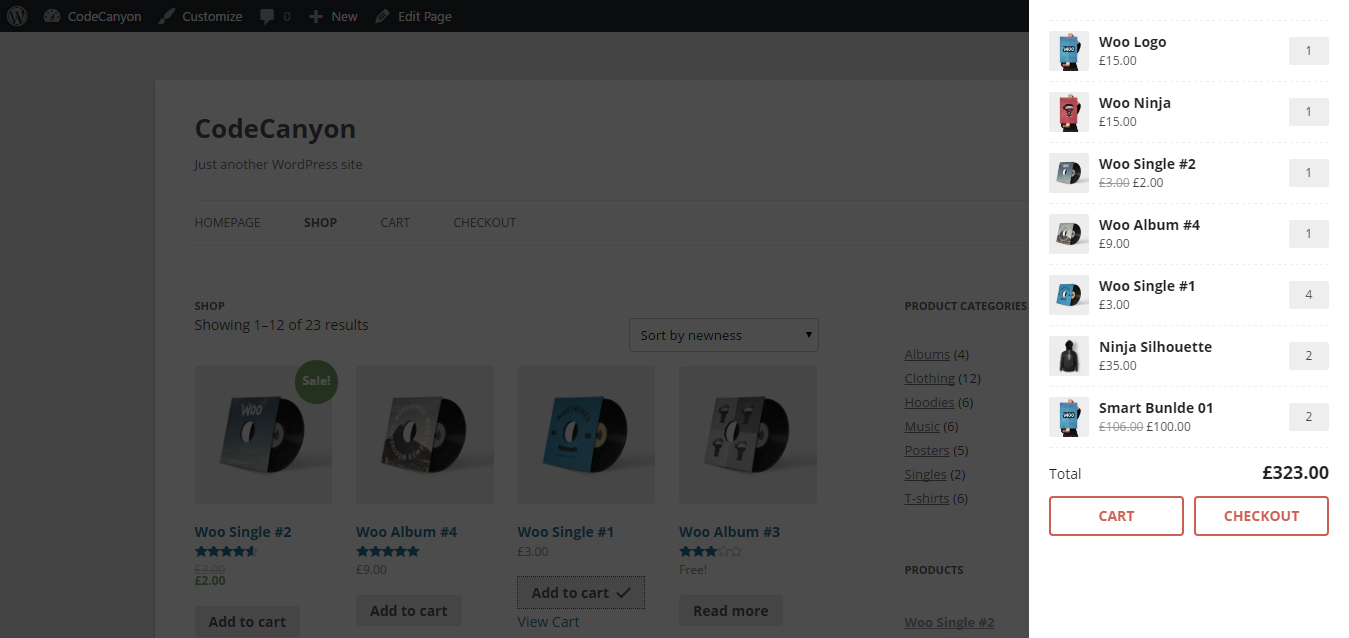 CodeCanyon Customize 0 New Edit Page
CodeCanyon
Just another WordPress site
HOMEPAGE SHOP CART CHECKOUT
SHOP
Showing 1–12 of 23 results
Sort by newness
Sale!
WOO
Woo Single #2
£3.00
£2.00
Add to cart
Woo Album #4
£9.00
Add to cart
Woo Single #1
£3.00
Add to cart
View Cart
Woo Album #3
Free!
Read more
PRODUCT CATEGORIES
Albums (4)
Clothing (12)
Hoodies (6)
Music (6)
Posters (5)
Singles (2)
T-shirts (6)
PRODUCTS
Woo Single #2
Woo Logo
£15.00
1
Woo Ninja
£15.00
1
Woo Single #2
£3.00 £2.00
1
Woo Album #4
£9.00
1
Woo Single #1
£3.00
4
Ninja Silhouette
£35.00
2
Smart Bunlde 01
£106.00 £100.00
2
Total £323.00
CART CHECKOUT